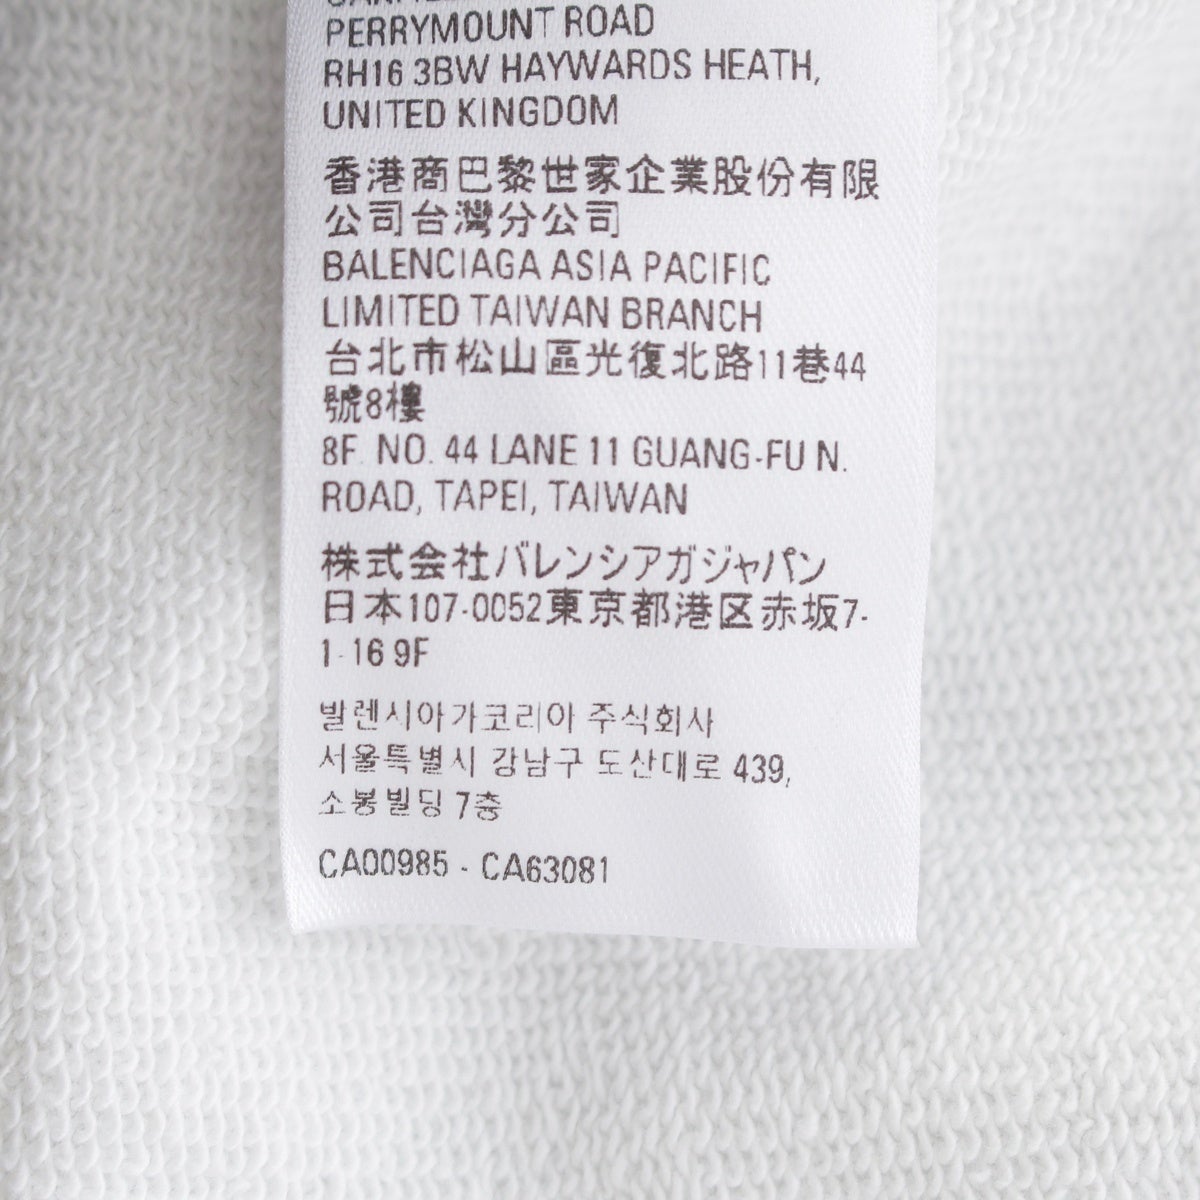 PERRYMOUNT ROAD
RH16 3BW HAYWARDS HEATH,
UNITED KINGDOM
香港商巴黎世家企業股份有限
公司台灣分公司
BALENCIAGA ASIA PACIFIC
LIMITED TAIWAN BRANCH
台北市松山區光復北路11巷44
號8樓
8F. NO. 44 LANE 11 GUANG-FU N.
ROAD, TAPEI, TAIWAN
株式会社バレンシアガジャパン
日本107-0052東京都港区赤坂7-
1-16 9F
발렌시아가코리아 주식회사
서울특별시 강남구 도산대로 439,
소봉빌딩 7층
CA00985 - CA63081